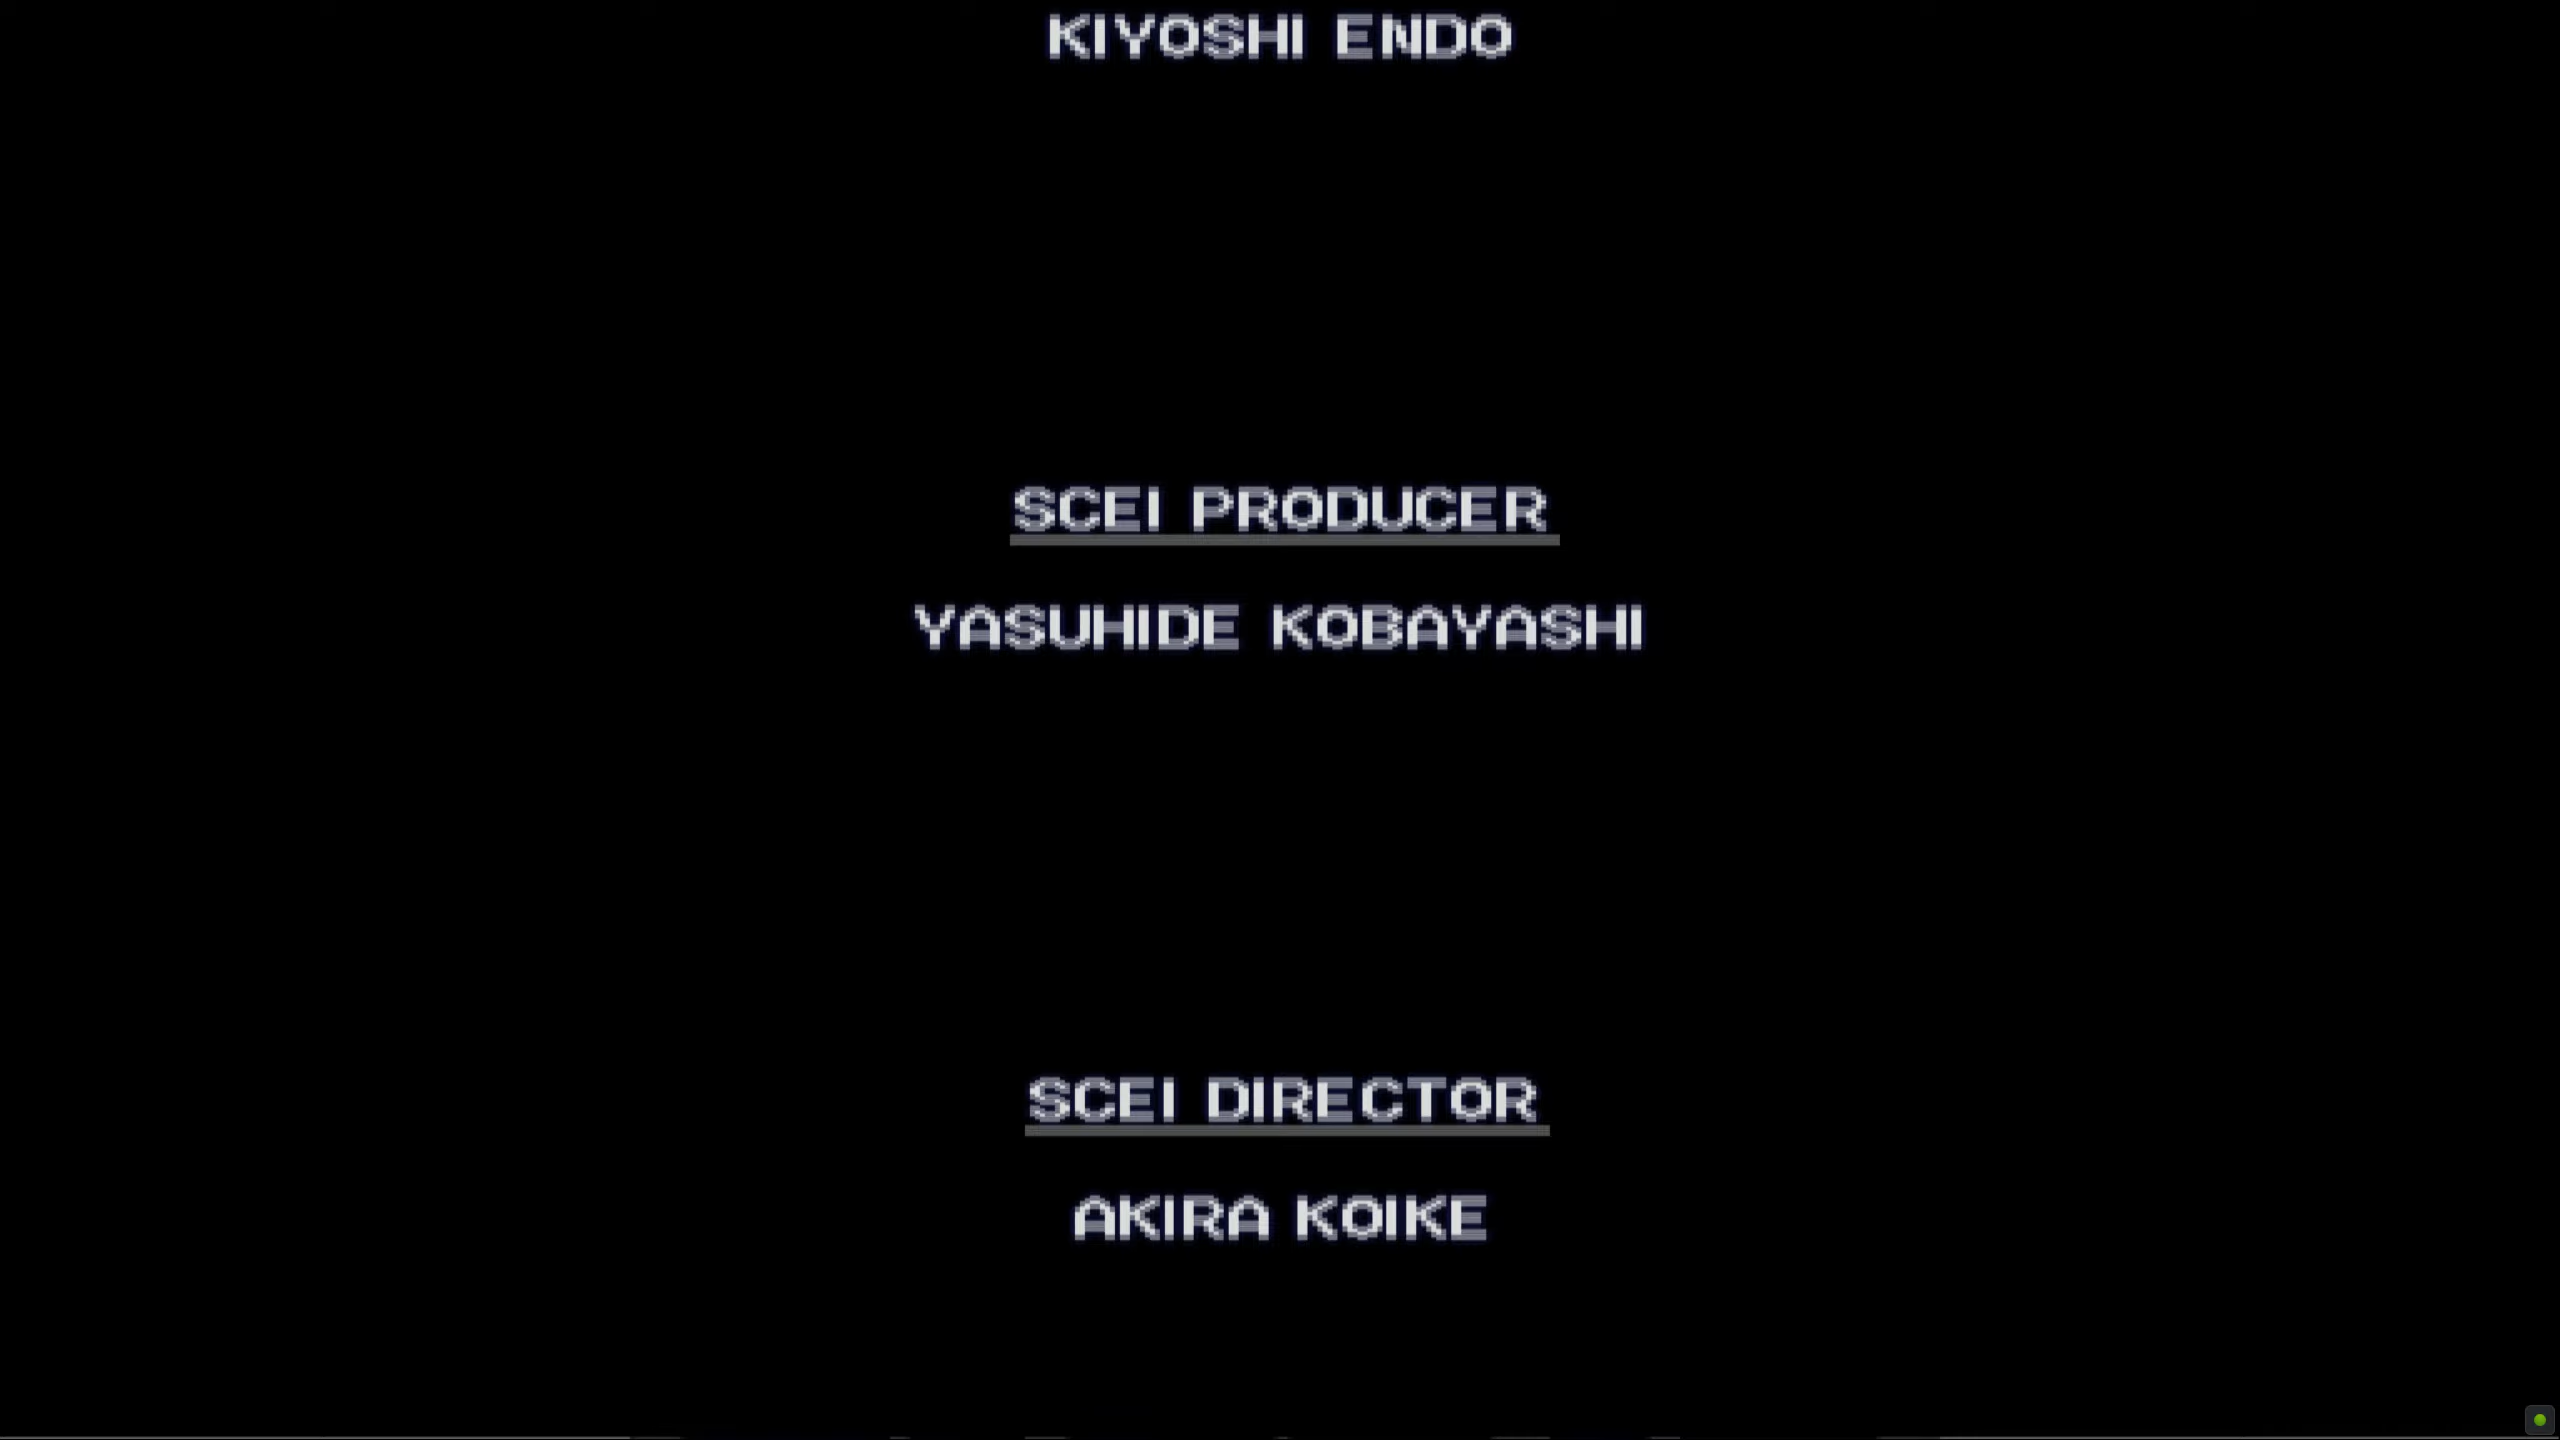 KIYOSHI ENDO
SCEI PRODUCER
YASUHIDE KOBAYASHI
SCEI DIRECTOR
AKIRA KOIKE